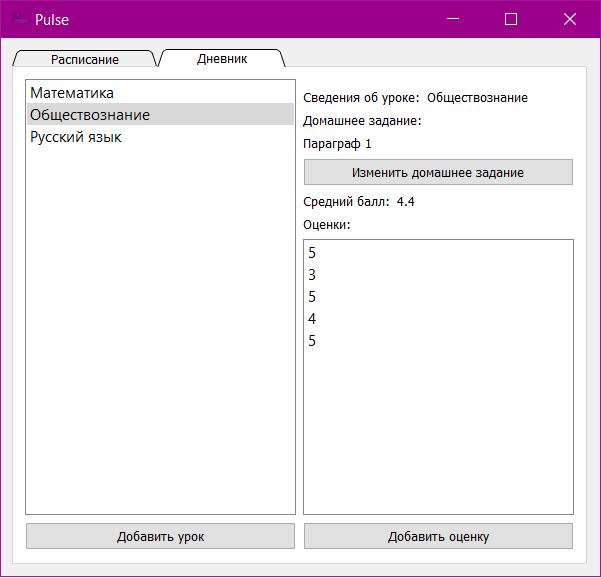 Pulse
Расписание
Дневник
Математика
Обществознание
Русский язык
Добавить урок
Сведения об уроке: Обществознание
Домашнее задание:
Параграф 1
Изменить домашнее задание
Средний балл: 4.4
Оценки:
5
3
5
4
5
Добавить оценку